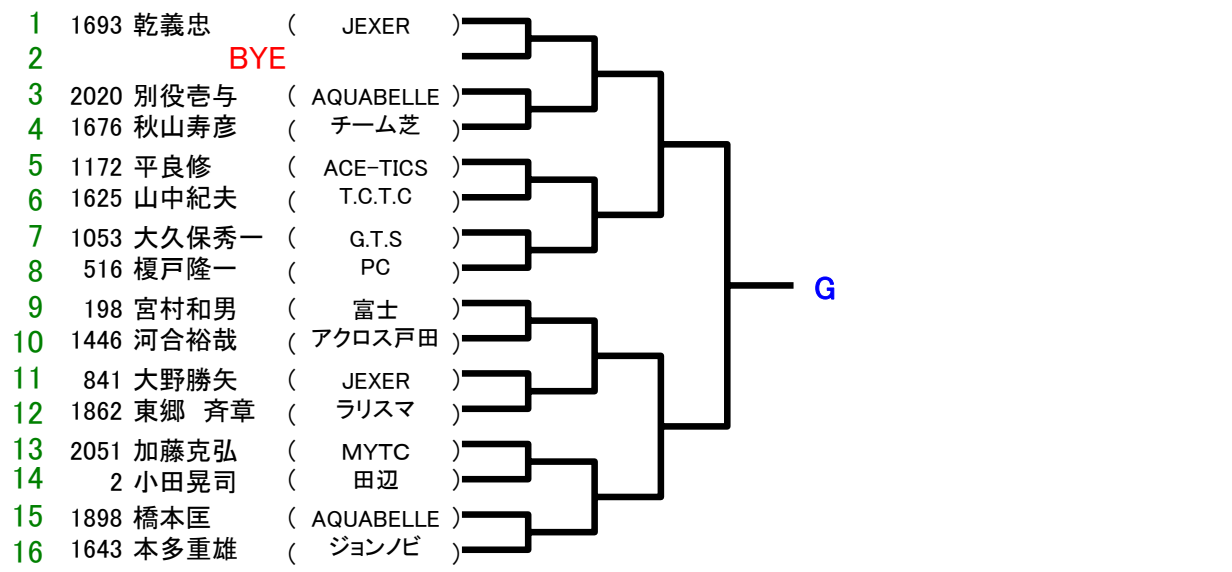 1 1693 乾義忠 ( JEXER )
2 BYE
3 2020 別役壱与 ( AQUABELLE )
4 1676 秋山寿彦 ( チーム芝 )
5 1172 平良修 ( ACE-TICS )
6 1625 山中紀夫 ( T.C.T.C )
7 1053 大久保秀一 ( G.T.S )
8 516 榎戸隆一 ( PC )
G
9 198 宮村和男 ( 富士 )
10 1446 河合裕哉 ( アクロス戸田 )
11 841 大野勝矢 ( JEXER )
12 1862 東郷　斉章 ( ラリスマ )
13 2051 加藤克弘 ( MYTC )
14 2 小田晃司 ( 田辺 )
15 1898 橋本匡 ( AQUABELLE )
16 1643 本多重雄 ( ジョンノビ )